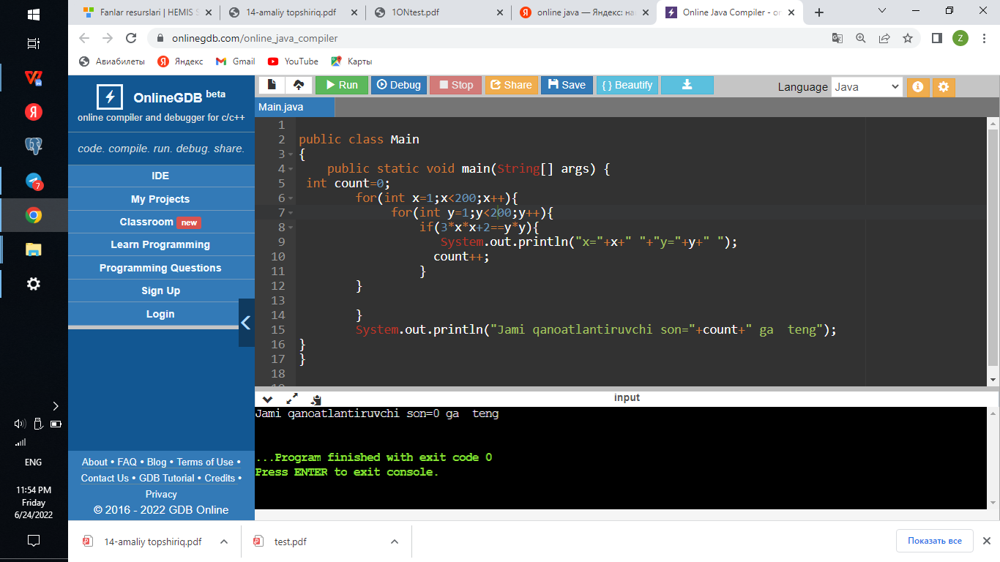 Fanlar resurslari | HEMIS S
14-amaliy topshiriq.pdf
1ONtest.pdf
online java — Яндекс: на
Online Java Compiler - on
onlinegdb.com/online_java_compiler
Z
Авиабилеты
Яндекс
Gmail
YouTube
Карты
OnlineGDB beta
online compiler and debugger for c/c++
code. compile. run. debug. share.
IDE
My Projects
Classroom new
Learn Programming
Programming Questions
Sign Up
Login
About • FAQ • Blog • Terms of Use •
Contact Us • GDB Tutorial • Credits •
Privacy
© 2016 - 2022 GDB Online
Run Debug Stop Share Save { } Beautify
Language Java
Main.java
1
2 public class Main
3 {
4 public static void main(String[] args) {
5 int count=0;
6 for(int x=1;x<200;x++){
7 for(int y=1;y<200;y++){
8 if(3*x*x+2==y*y){
9 System.out.println("x="+x+" "+"y="+y+" ");
10 count++;
11 }
12 }
13
14 }
15 System.out.println("Jami qanoatlantiruvchi son="+count+" ga  teng");
16 }
17 }
18
input
Jami qanoatlantiruvchi son=0 ga  teng
...Program finished with exit code 0
Press ENTER to exit console.
7
ENG
11:54 PM
Friday
6/24/2022
14-amaliy topshiriq.pdf
test.pdf
Показать все